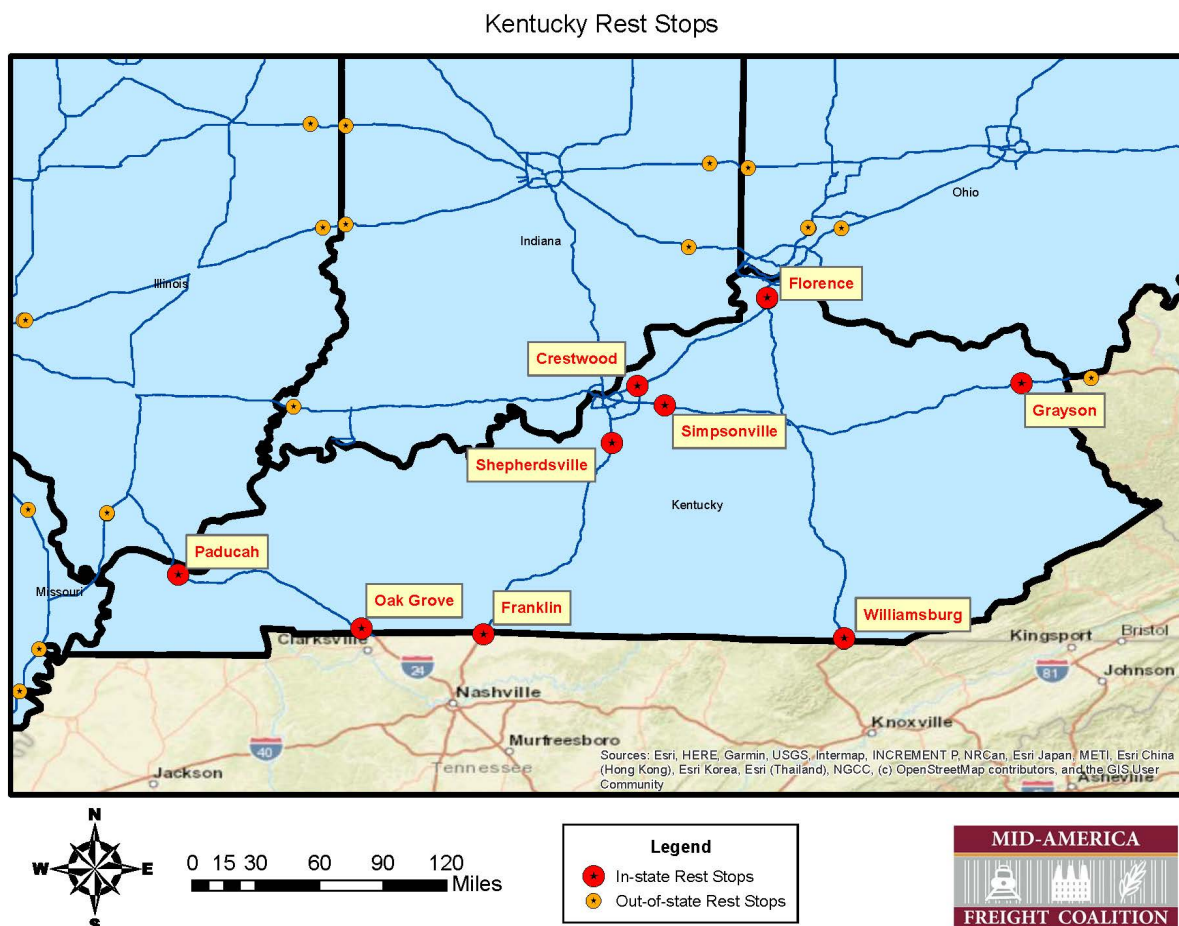 Kentucky Rest Stops
Ohio
Indiana
Illinois
Florence
Crestwood
Grayson
Simpsonville
Shepherdsville
Kentucky
Paducah
Missouri
Oak Grove
Franklin
Williamsburg
Clarksville
Kingsport
Bristol
24
81
Johnson
Nashville
Knoxville
40
Murfreesboro
Tennessee
Jackson
Sources: Esri, HERE, Garmin, USGS, Intermap, INCREMENT P, NRCan, Esri Japan, METI, Esri China
(Hong Kong), Esri Korea, Esri (Thailand), NGCC, (c) OpenStreetMap contributors, and the GIS User
Community
Asheville
N
W E
S
0 15 30 60 90 120
Miles
Legend
In-state Rest Stops
Out-of-state Rest Stops
MID-AMERICA
FREIGHT COALITION